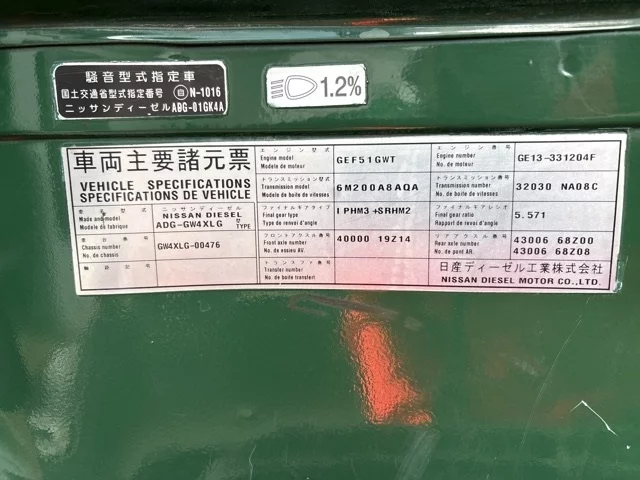 騒音型式指定車
国土交通省型式指定番号 自 N-1016
ニッサンディーゼル ABG-01GK4A
1.2%
車両主要諸元票
VEHICLE SPECIFICATIONS
SPECIFICATIONS DE VEHICLE
車名 ニッサンディーゼル 型式
Made and model NISSAN DIESEL
Modele de fabrique ADG-GW4XLG TYPE
車台番号
Chassis number GW4XLG-00476
No. de chassis
エンジン型式
Engine model GEF51GWT
Modele de moteur
トランスミッション型式
Transmission model 6M200A8AQA
Modele de boite de vitesses
ファイナルギアタイプ
Final gear type I PHM3+SRHM2
Type de renvoi d'angle
フロントアクスル番号
Front axle number 40000 19Z14
No. de essieu AV.
トランスファ番号
Transfer number
No. de boite transfert
エンジン番号
Engine number GE13-331204F
No. de moteur
トランスミッション番号
Transmission number 32030 NA08C
No. de boite de vitesses
ファイナルギアレシオ
Final gear ratio 5.571
Rapport de renvoi d'angle
リアアクスル番号
Rear axle number 43006 68Z00
No. de pont AR. 43006 68Z08
日産ディーゼル工業株式会社
NISSAN DIESEL MOTOR CO.,LTD.